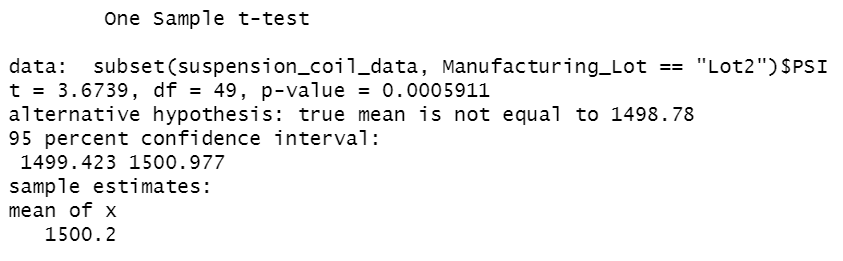 One Sample t-test
data: subset(suspension_coil_data, Manufacturing_Lot == "Lot2")$PSI
t = 3.6739, df = 49, p-value = 0.0005911
alternative hypothesis: true mean is not equal to 1498.78
95 percent confidence interval:
1499.423 1500.977
sample estimates:
mean of x
1500.2